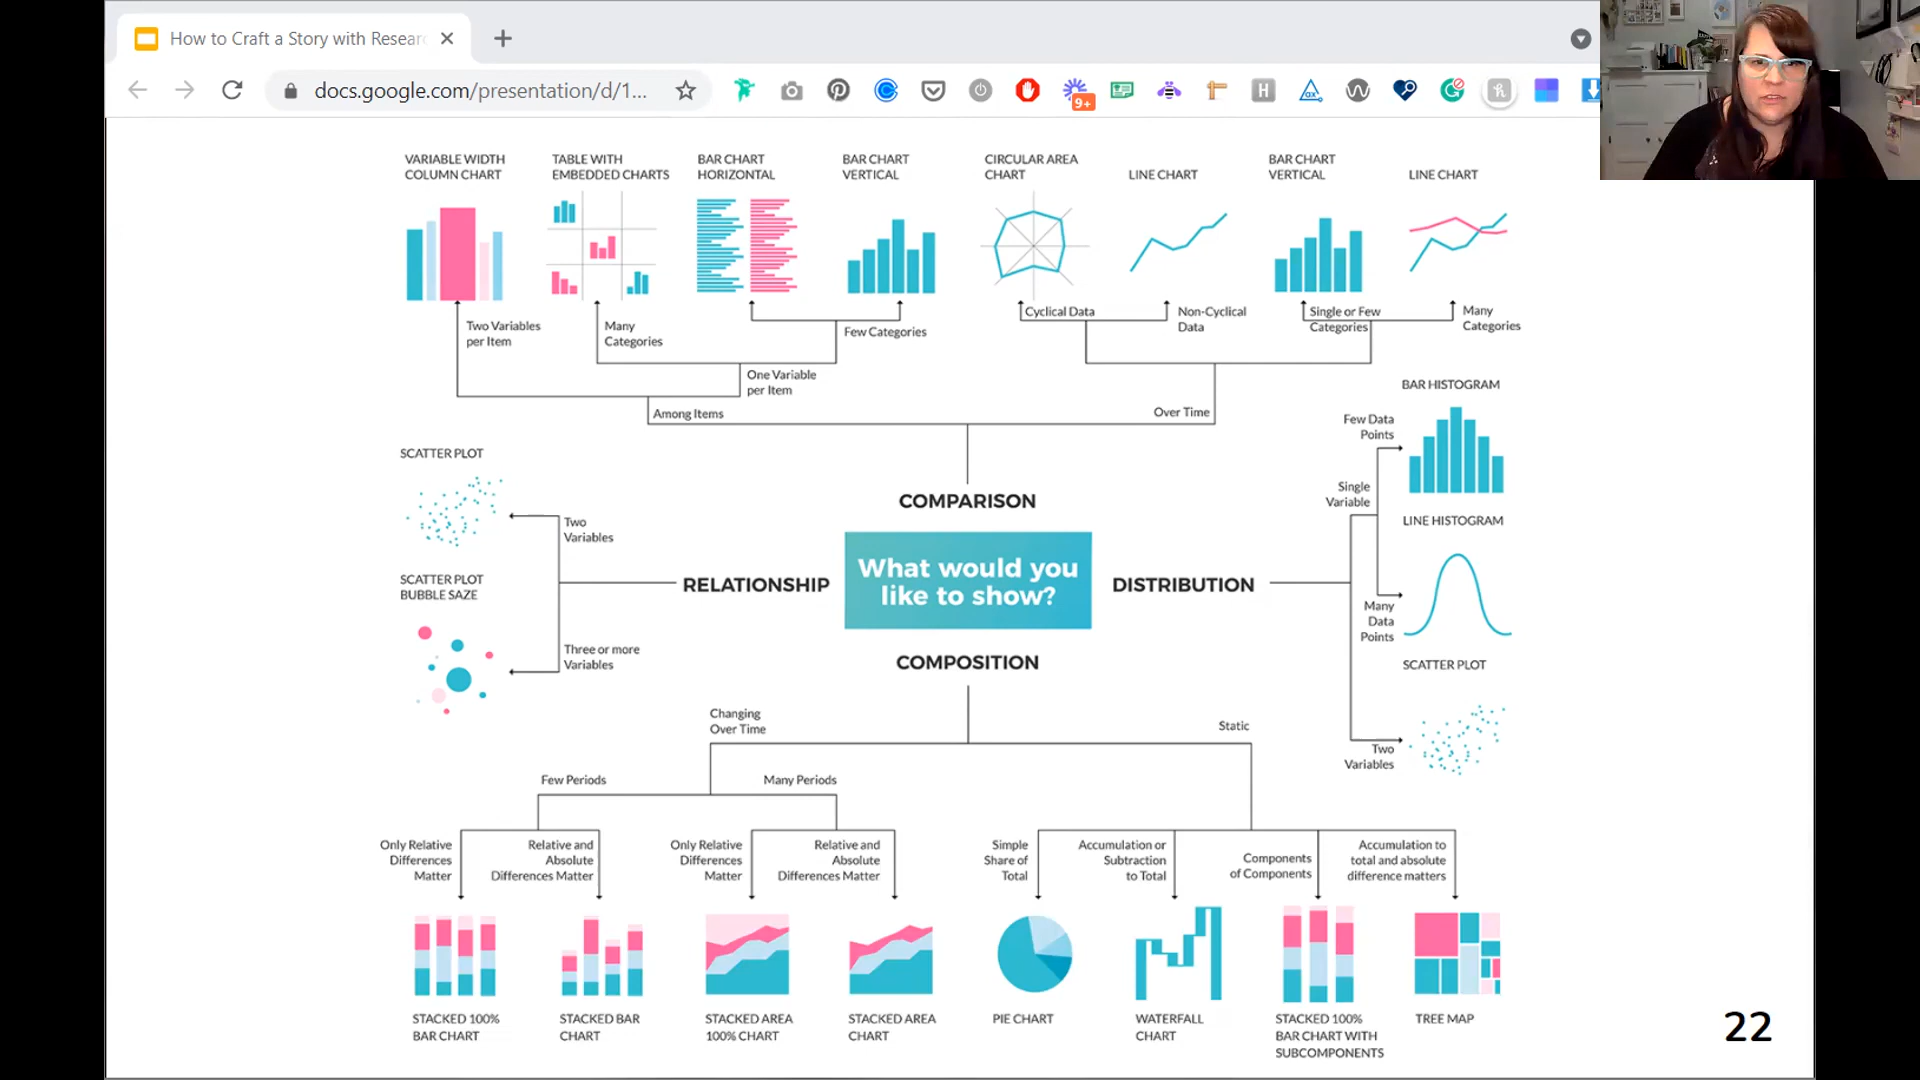 How to Craft a Story with Resear
docs.google.com/presentation/d/1...
9+
H
VARIABLE WIDTH
COLUMN CHART
TABLE WITH
EMBEDDED CHARTS
BAR CHART
HORIZONTAL
BAR CHART
VERTICAL
CIRCULAR AREA
CHART
LINE CHART
BAR CHART
VERTICAL
LINE CHART
Two Variables
per Item
Many
Categories
Few Categories
Cyclical Data
Non-Cyclical
Data
Single or Few
Categories
Many
Categories
One Variable
per Item
Among Items
Over Time
BAR HISTOGRAM
Few Data
Points
Single
Variable
LINE HISTOGRAM
Many
Data
Points
SCATTER PLOT
Two
Variables
SCATTER PLOT
Two
Variables
SCATTER PLOT
BUBBLE SAZE
Three or more
Variables
COMPARISON
RELATIONSHIP
What would you
like to show?
DISTRIBUTION
COMPOSITION
Changing
Over Time
Static
Few Periods
Many Periods
Only Relative
Differences
Matter
Relative and
Absolute
Differences Matter
Only Relative
Differences
Matter
Relative and
Absolute
Differences Matter
Simple
Share of
Total
Accumulation or
Subtraction
to Total
Components
of Components
Accumulation to
total and absolute
difference matters
STACKED 100%
BAR CHART
STACKED BAR
CHART
STACKED AREA
100% CHART
STACKED AREA
CHART
PIE CHART
WATERFALL
CHART
STACKED 100%
BAR CHART WITH
SUBCOMPONENTS
TREE MAP
22